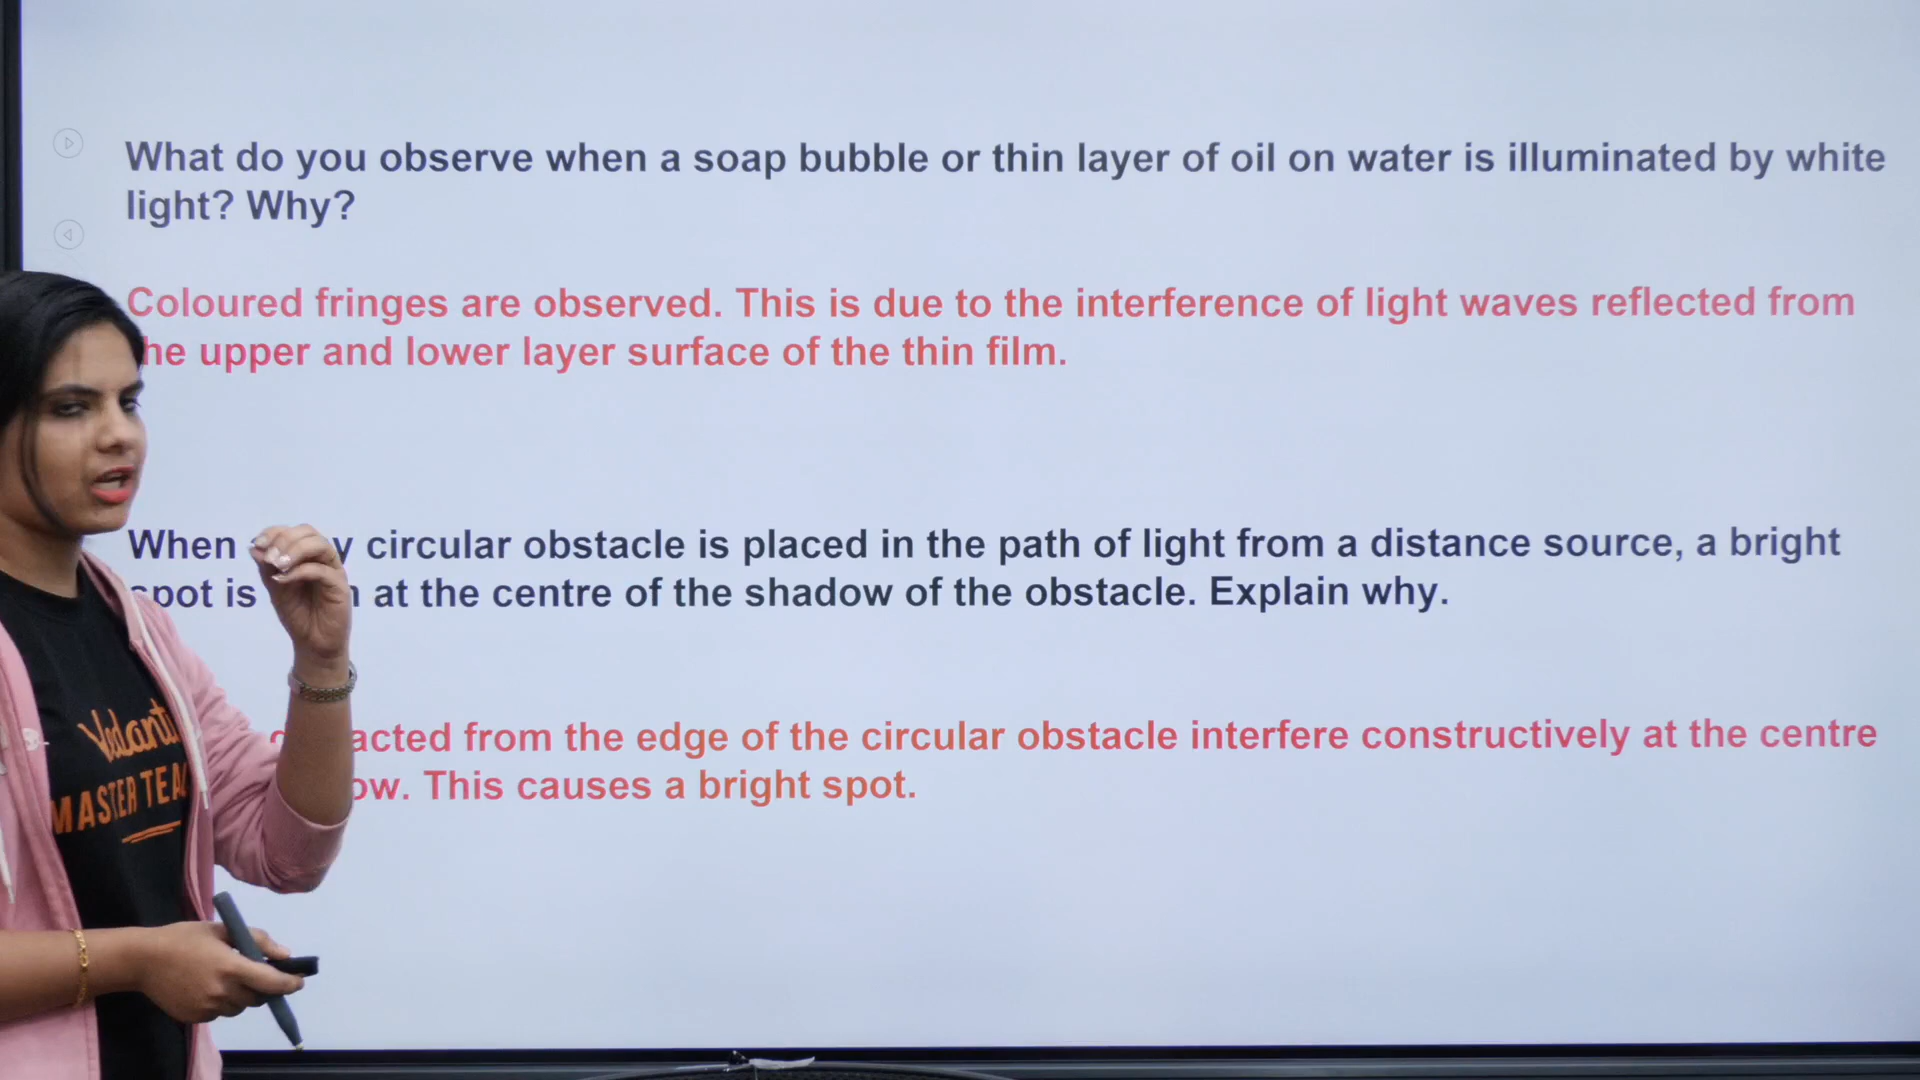 What do you observe when a soap bubble or thin layer of oil on water is illuminated by white
light? Why?
Coloured fringes are observed. This is due to the interference of light waves reflected from
he upper and lower layer surface of the thin film.
When y circular obstacle is placed in the path of light from a distance source, a bright
spot is at the centre of the shadow of the obstacle. Explain why.
acted from the edge of the circular obstacle interfere constructively at the centre
ow. This causes a bright spot.
Vedantu
MASTER TEA